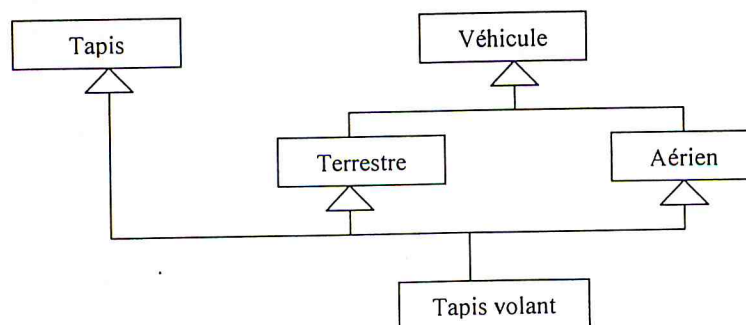 Tapis
Véhicule
Terrestre
Aérien
Tapis volant